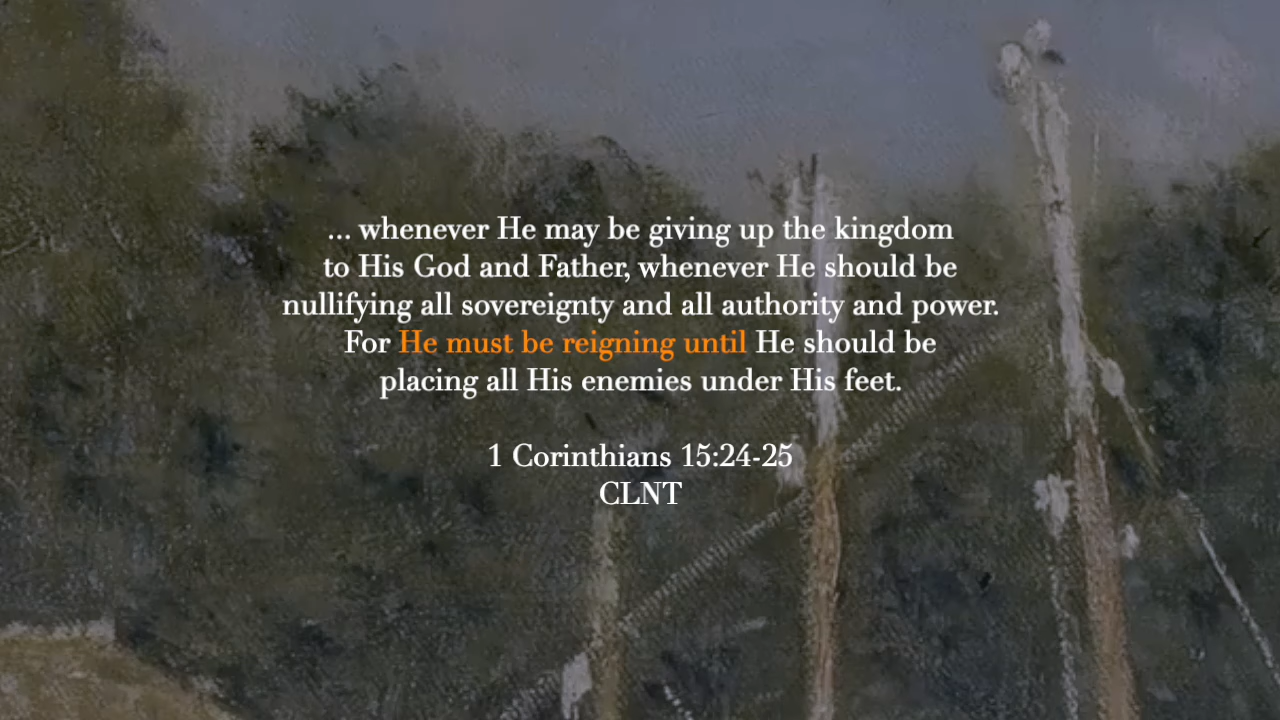 ... whenever He may be giving up the kingdom
to His God and Father, whenever He should be
nullifying all sovereignty and all authority and power.
For He must be reigning until He should be
placing all His enemies under His feet.
1 Corinthians 15:24-25
CLNT